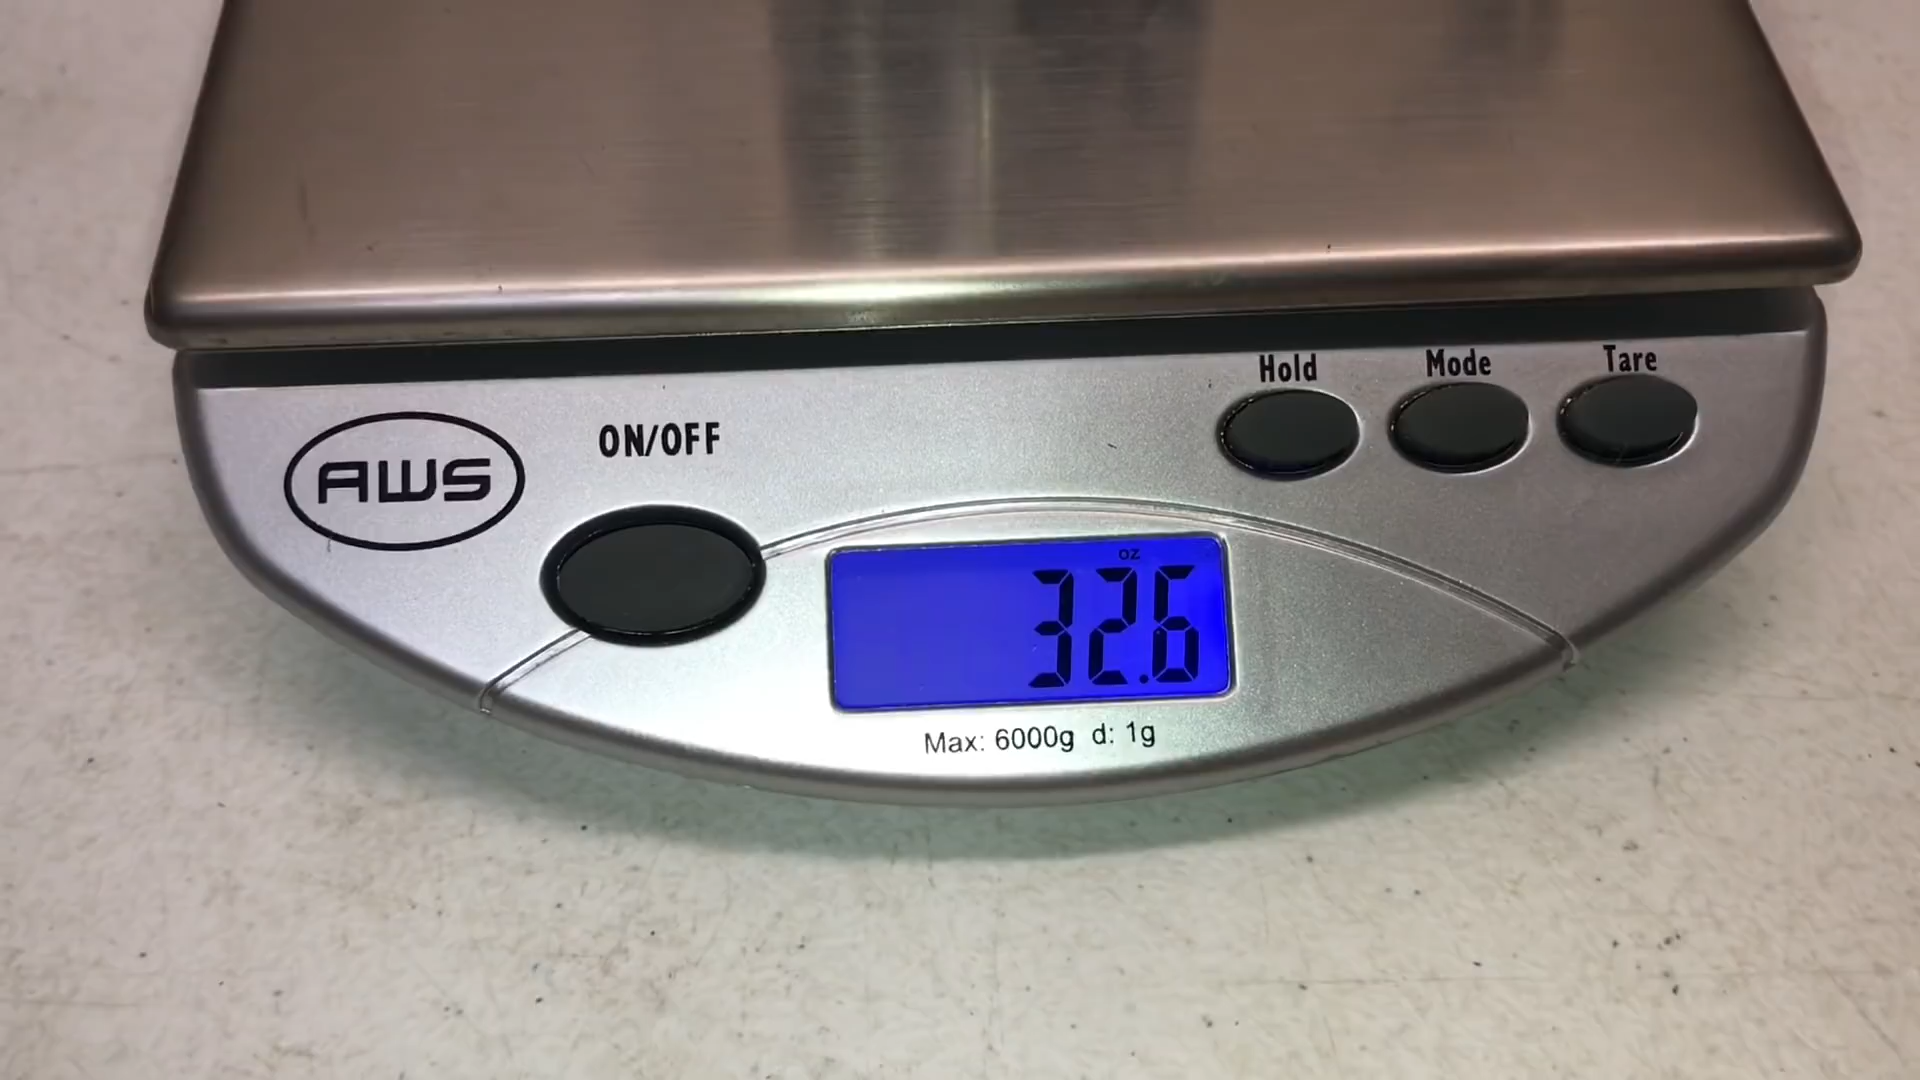 Hold Mode Tare
AWS
ON/OFF
oz
32.6
Max: 6000g d: 1g